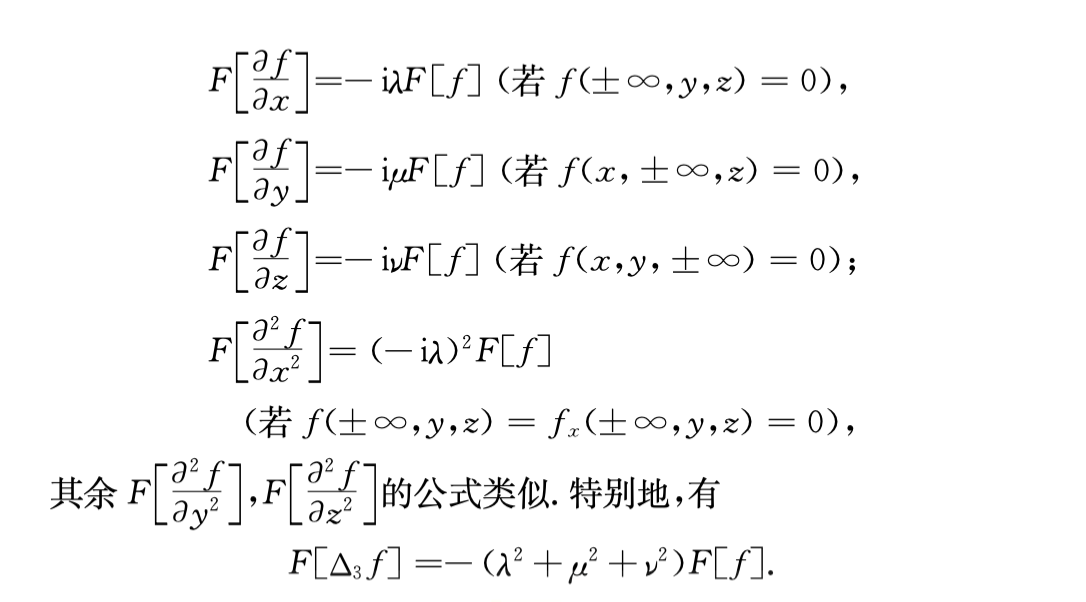 F[∂f/∂x]=－iλF[f] (若 f(±∞,y,z) = 0),
F[∂f/∂y]=－iμF[f] (若 f(x,±∞,z) = 0),
F[∂f/∂z]=－iνF[f] (若 f(x,y,±∞) = 0);
F[∂²f/∂x²]= (－iλ)²F[f]
(若 f(±∞,y,z) = fₓ(±∞,y,z) = 0),
其余 F[∂²f/∂y²],F[∂²f/∂z²]的公式类似. 特别地,有
F[Δ₃f] =－(λ²＋μ²＋ν²)F[f].